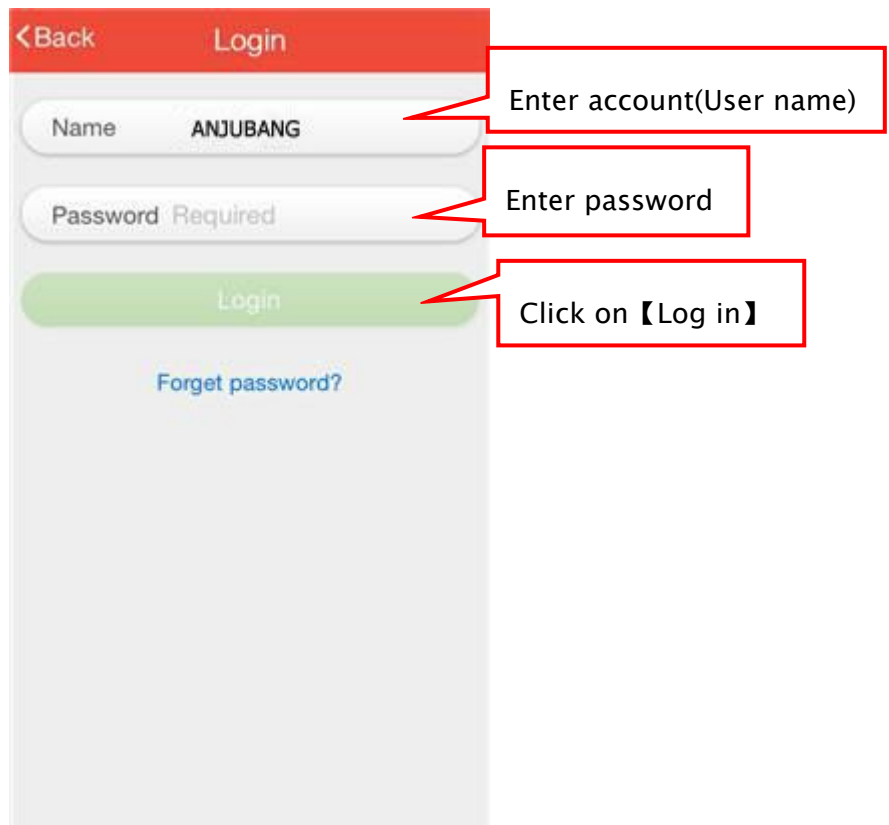 <Back Login
Enter account(User name)
Name ANJUBANG
Enter password
Password Required
Login
Click on【Log in】
Forget password?